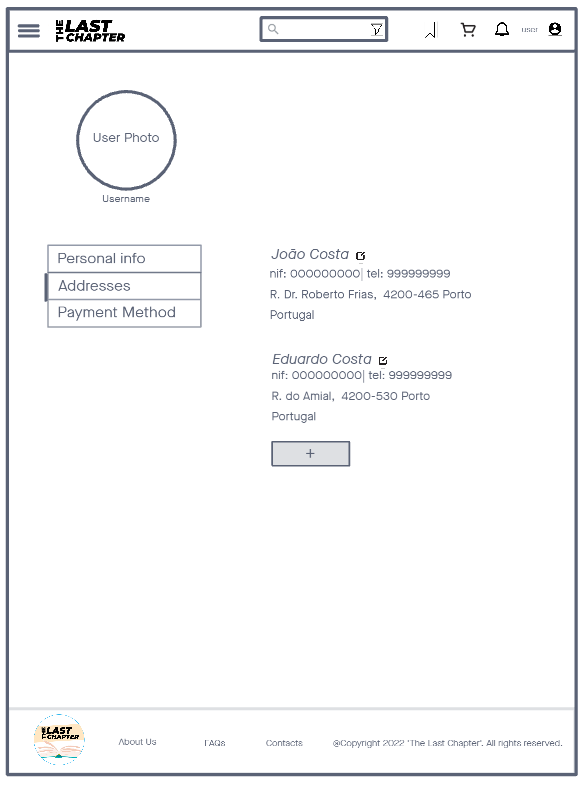 THE LAST CHAPTER
user
User Photo
Username
Personal info
Addresses
Payment Method
João Costa
nif: 000000000| tel: 999999999
R. Dr. Roberto Frias, 4200-465 Porto
Portugal
Eduardo Costa
nif: 000000000| tel: 999999999
R. do Amial, 4200-530 Porto
Portugal
+
THE LAST CHAPTER
About Us
FAQs
Contacts
@Copyright 2022 'The Last Chapter'. All rights reserved.